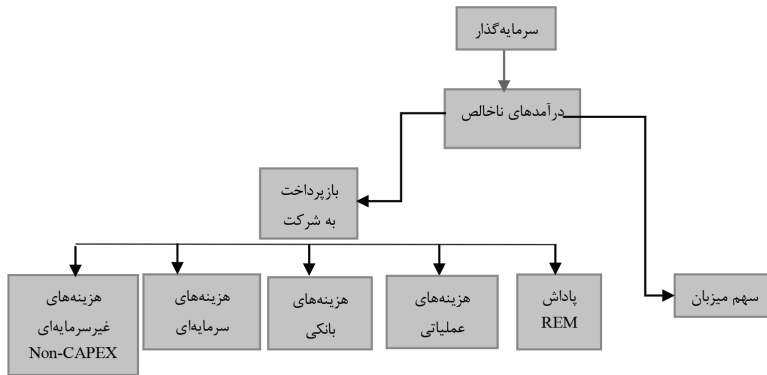 سرمایه‌گذار
درآمدهای ناخالص
بازپرداخت
به شرکت
سهم میزبان
پاداش
REM
هزینه‌های
عملیاتی
هزینه‌های
بانکی
هزینه‌های
سرمایه‌ای
هزینه‌های
غیرسرمایه‌ای
Non-CAPEX